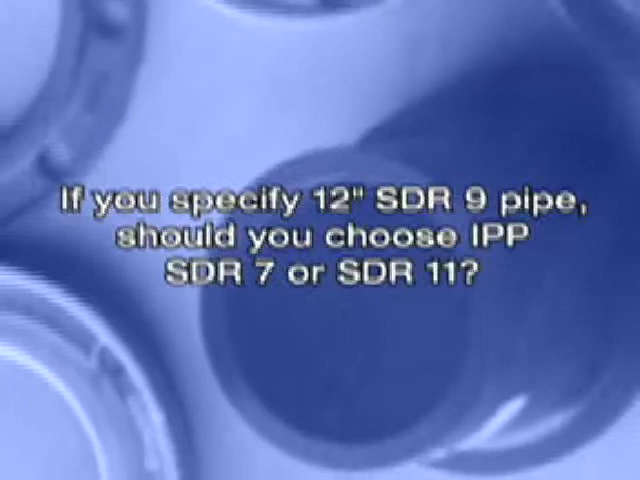 If you specify 12" SDR 9 pipe,
should you choose IPP
SDR 7 or SDR 11?